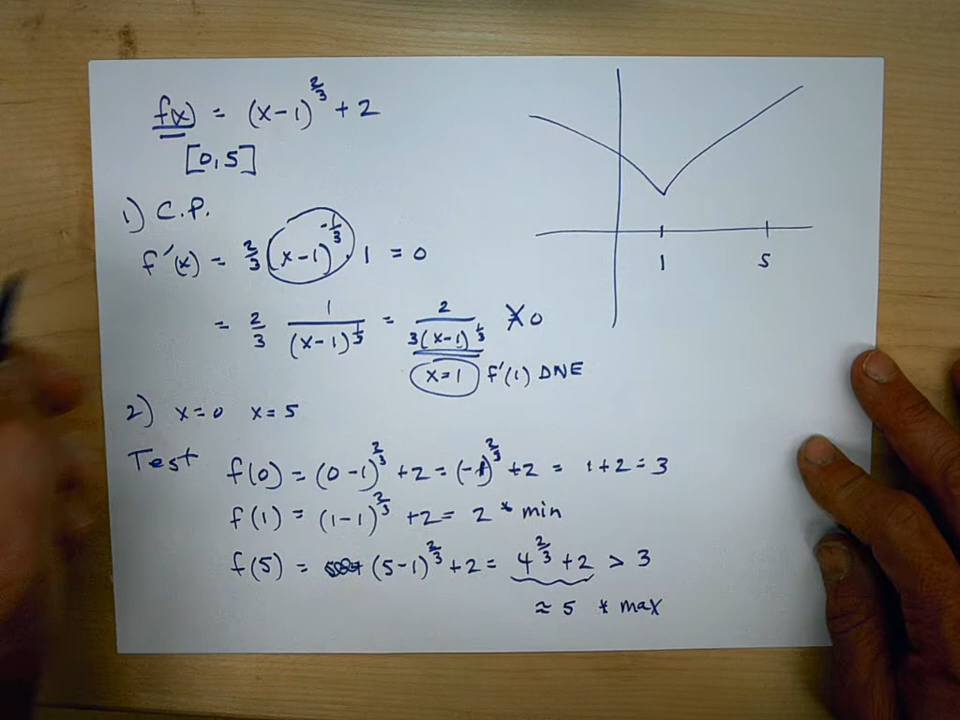 f(x) = (x-1)^(2/3) + 2
[0,5]
1) C.P.
f'(x) = 2/3 (x-1)^(-1/3) · 1 = 0
= 2/3 1/(x-1)^(1/3) = 2/(3(x-1)^(1/3)) ≠ 0
x=1 f'(1) DNE
2) x=0 x=5
Test f(0) = (0-1)^(2/3) + 2 = (-1)^(2/3) + 2 = 1+2 = 3
f(1) = (1-1)^(2/3) + 2 = 2 * min
f(5) = (5-1)^(2/3) + 2 = 4^(2/3) + 2 > 3
≈ 5 * max
1 5